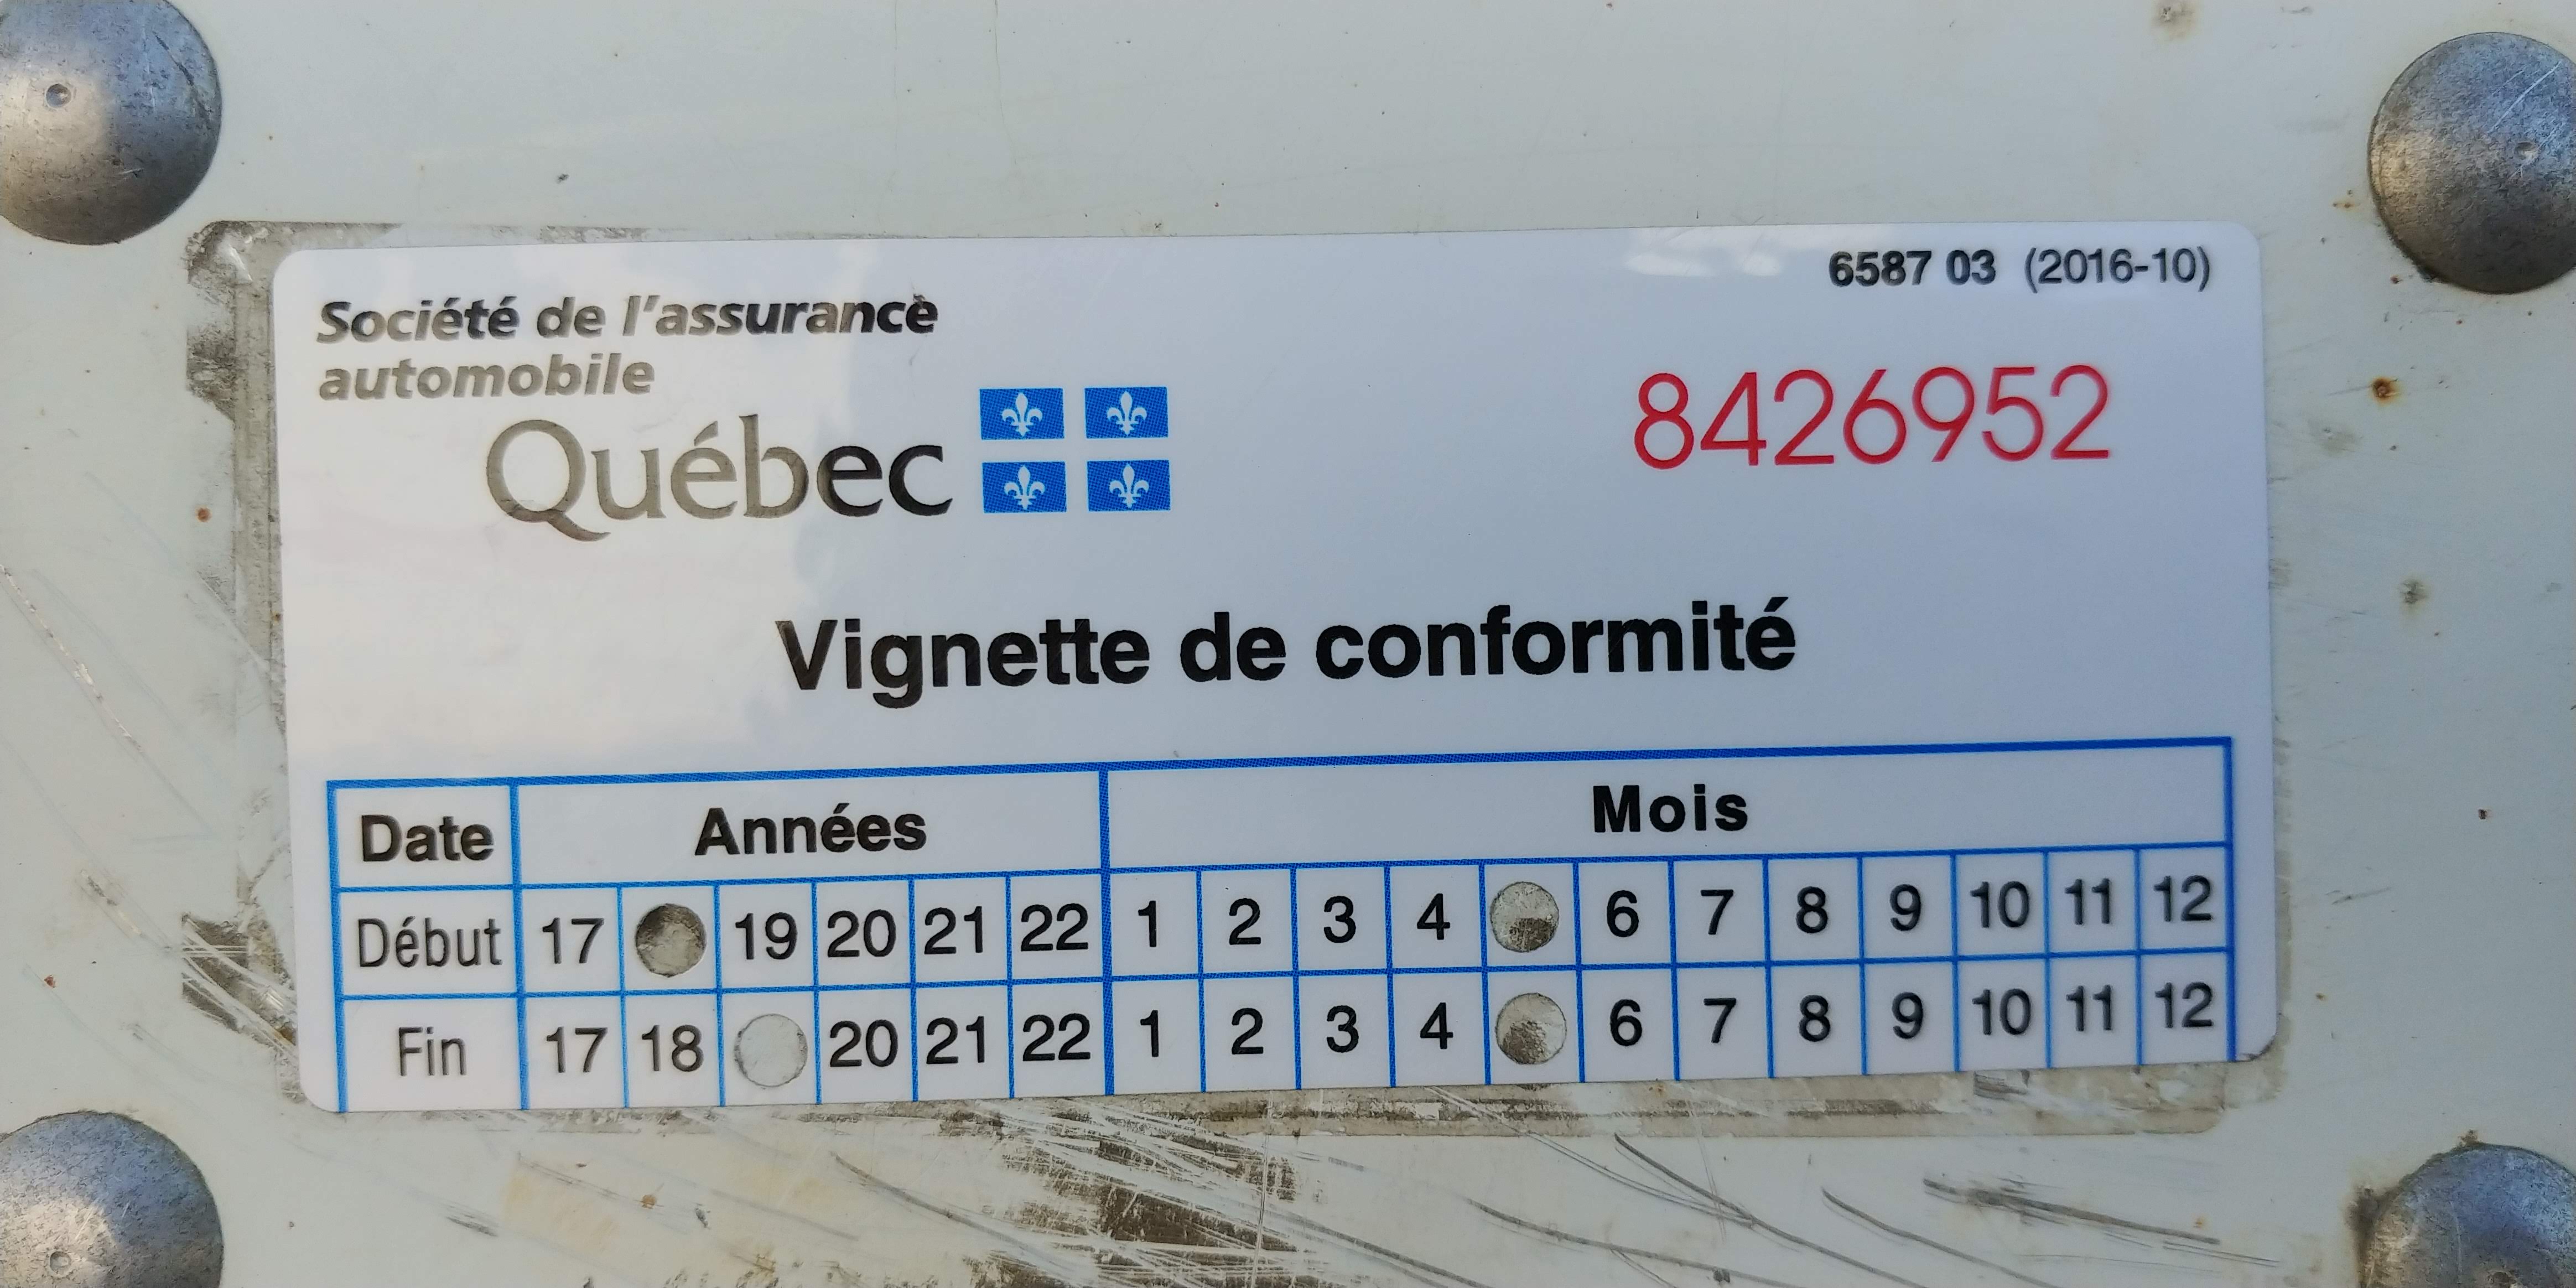 6587 03 (2016-10)
Société de l'assurance
automobile
Québec
8426952
Vignette de conformité
Date Années Mois
Début 17 19 20 21 22 1 2 3 4 6 7 8 9 10 11 12
Fin 17 18 20 21 22 1 2 3 4 6 7 8 9 10 11 12